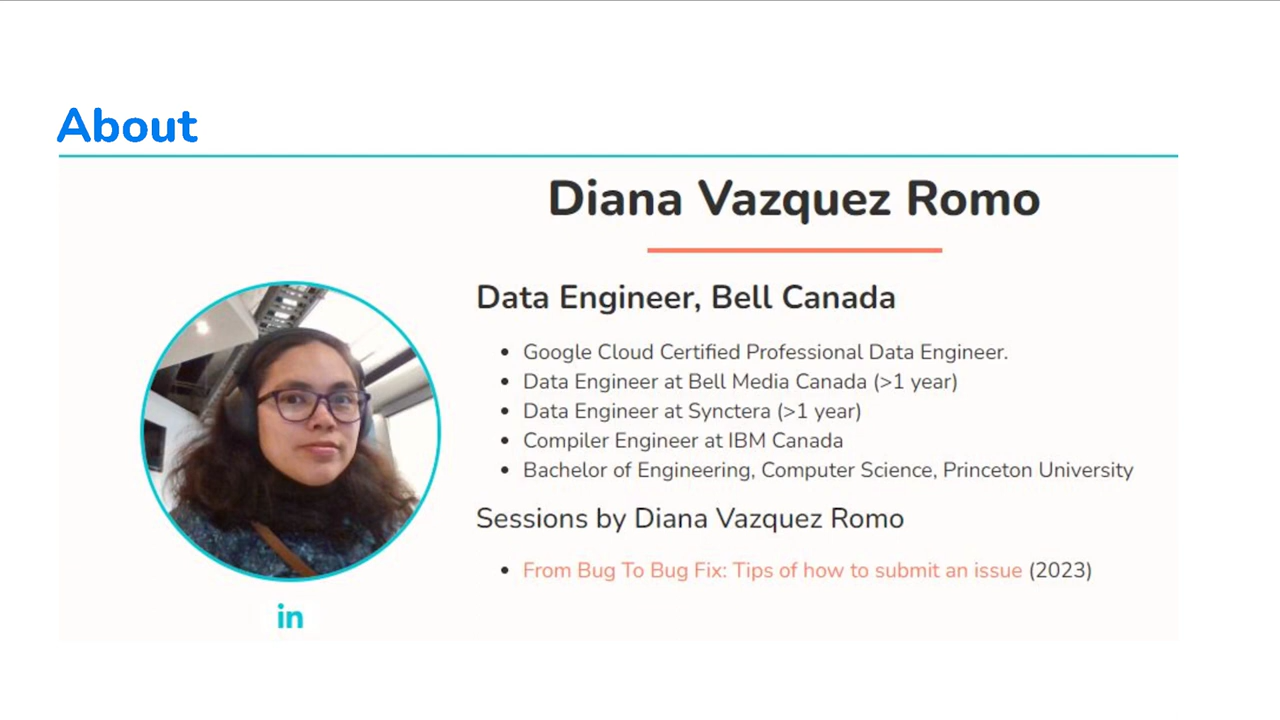 About
Diana Vazquez Romo
Data Engineer, Bell Canada
• Google Cloud Certified Professional Data Engineer.
• Data Engineer at Bell Media Canada (>1 year)
• Data Engineer at Synctera (>1 year)
• Compiler Engineer at IBM Canada
• Bachelor of Engineering, Computer Science, Princeton University
Sessions by Diana Vazquez Romo
• From Bug To Bug Fix: Tips of how to submit an issue (2023)
in